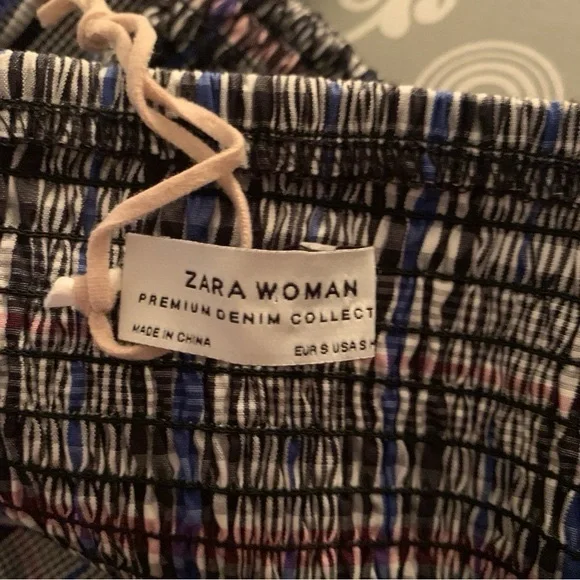 ZARA WOMAN
PREMIUM DENIM COLLECT
MADE IN CHINA
EUR S USA S